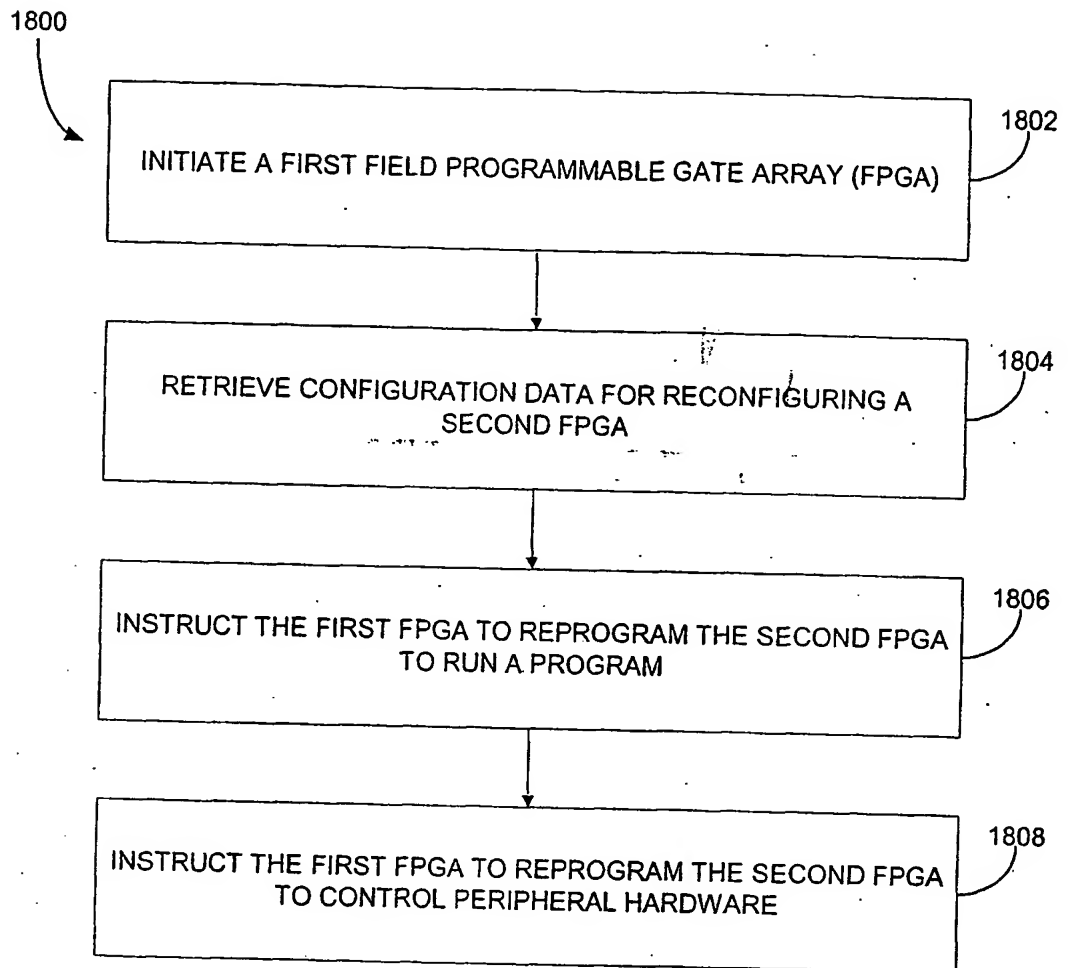 1800
INITIATE A FIRST FIELD PROGRAMMABLE GATE ARRAY (FPGA)
1802
RETRIEVE CONFIGURATION DATA FOR RECONFIGURING A
SECOND FPGA
1804
INSTRUCT THE FIRST FPGA TO REPROGRAM THE SECOND FPGA
TO RUN A PROGRAM
1806
INSTRUCT THE FIRST FPGA TO REPROGRAM THE SECOND FPGA
TO CONTROL PERIPHERAL HARDWARE
1808